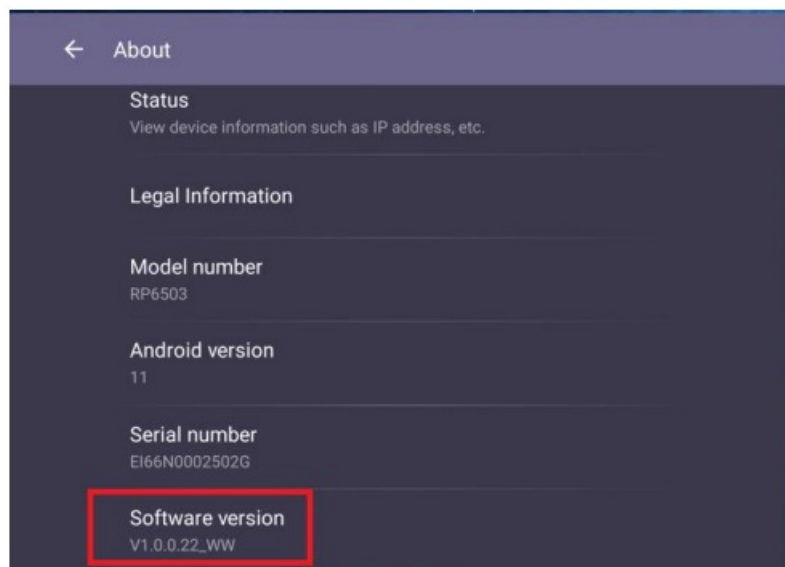 About
Status
View device information such as IP address, etc.
Legal Information
Model number
RP6503
Android version
11
Serial number
EI66N0002502G
Software version
V1.0.0.22_WW